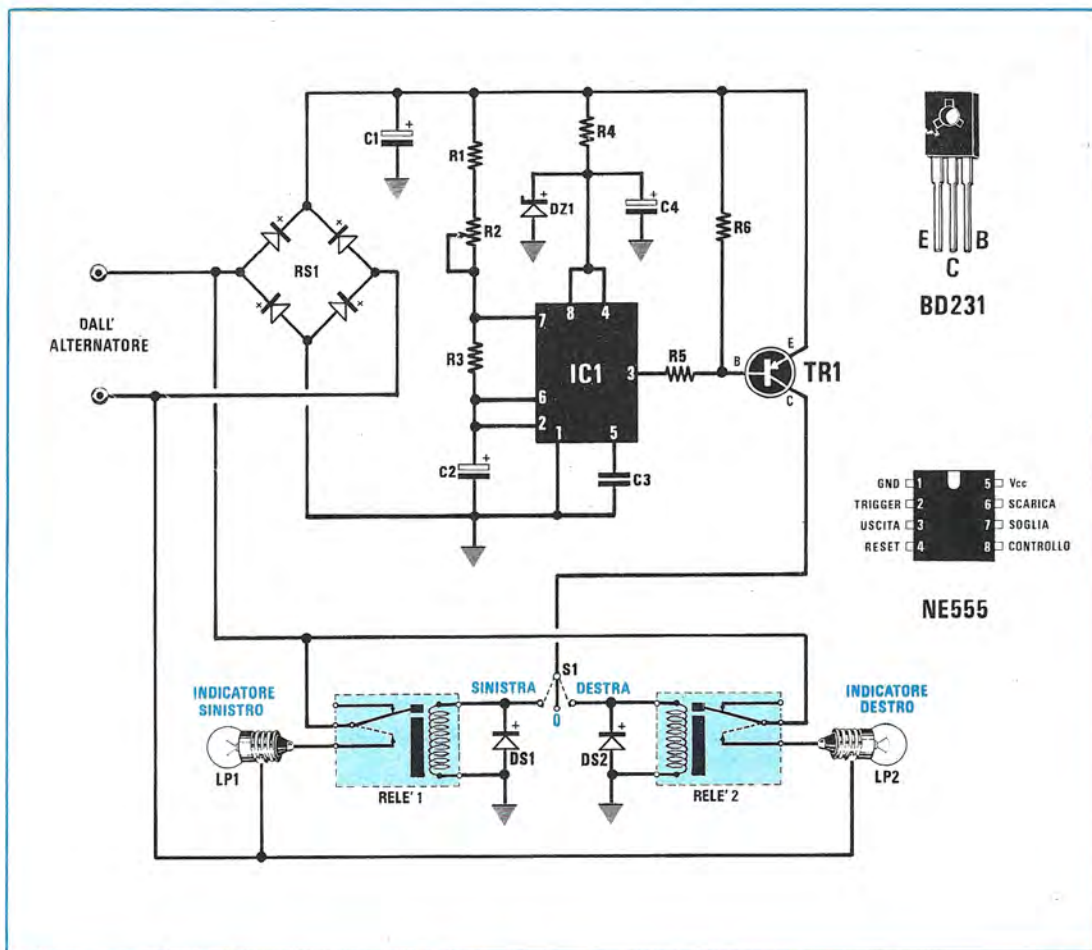 C1
R1
R2
R3
C2
R4
DZ1
C4
R6
E
B
C
BD231
RS1
DALL'
ALTERNATORE
8
4
7
IC1
3
6
2
1
5
R5
B
E
TR1
C
C3
GND 1
5 Vcc
TRIGGER 2
6 SCARICA
USCITA 3
7 SOGLIA
RESET 4
8 CONTROLLO
NE555
S1
SINISTRA
DESTRA
0
INDICATORE
SINISTRO
INDICATORE
DESTRO
LP1
DS1
DS2
LP2
RELE' 1
RELE' 2